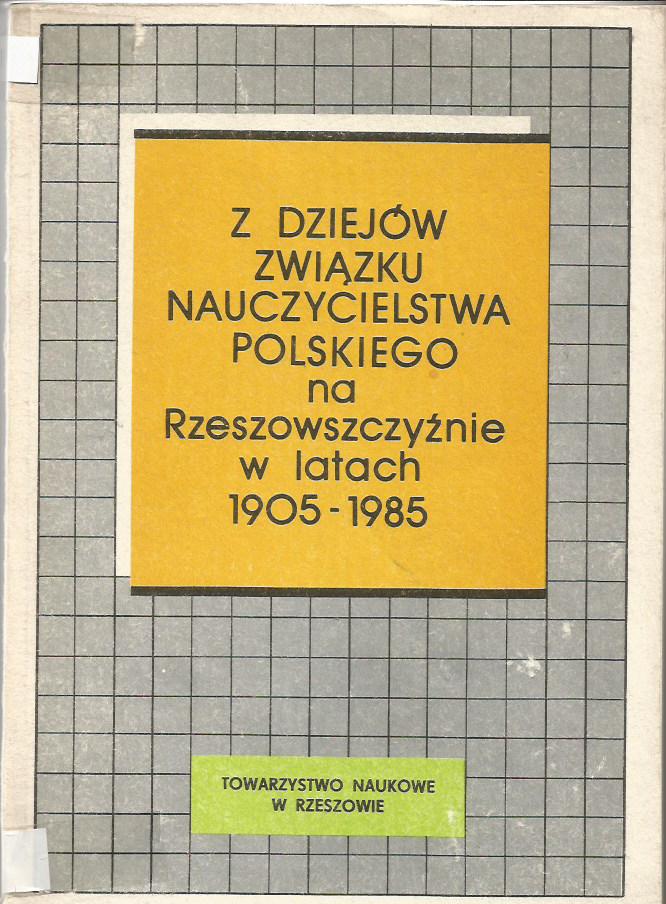 Z DZIEJÓW
ZWIĄZKU
NAUCZYCIELSTWA
POLSKIEGO
na
Rzeszowszczyźnie
w latach
1905-1985
TOWARZYSTWO NAUKOWE
W RZESZOWIE